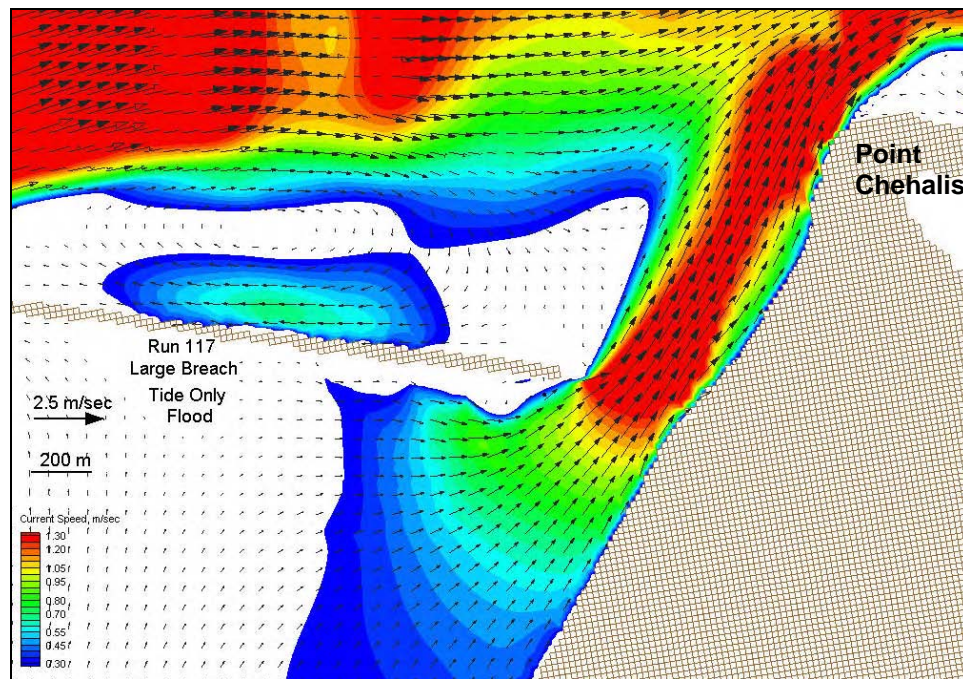 Point
Chehalis
Run 117
Large Breach
Tide Only
Flood
2.5 m/sec
200 m
Current Speed, m/sec
1.30
1.20
1.05
0.95
0.80
0.70
0.55
0.45
0.30